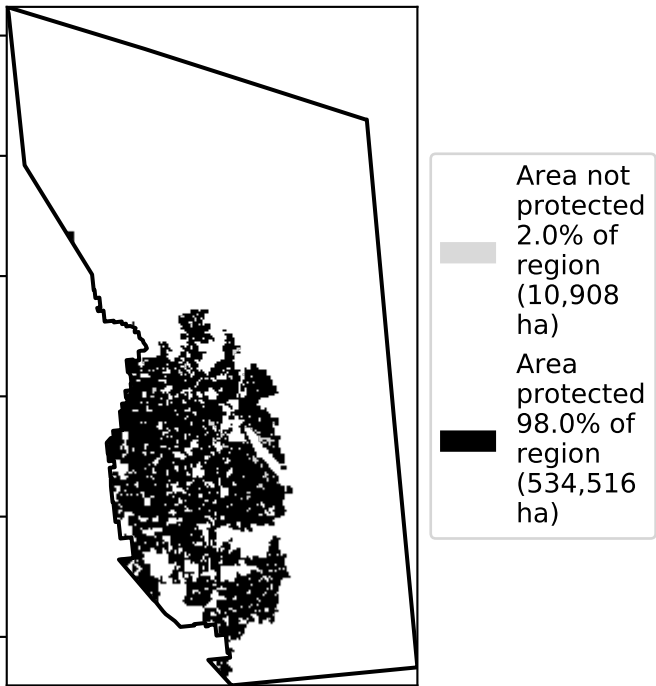 Area not
protected
2.0% of
region
(10,908
ha)
Area
protected
98.0% of
region
(534,516
ha)